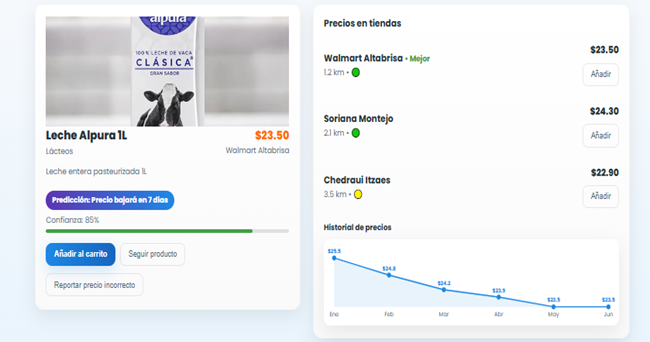 alpura
100% LECHE DE VACA
CLÁSICA
GRAN SABOR
Leche Alpura 1L
$23.50
Lácteos
Walmart Altabrisa
Leche entera pasteurizada 1L
Predicción: Precio bajará en 7 días
Confianza: 85%
Añadir al carrito
Seguir producto
Reportar precio incorrecto
Precios en tiendas
Walmart Altabrisa • Mejor
$23.50
1.2 km •
Añadir
Soriana Montejo
$24.30
2.1 km •
Añadir
Chedraui Itzaes
$22.90
3.5 km •
Añadir
Historial de precios
$25.5
$24.8
$24.2
$23.9
$23.5
$23.5
Ene
Feb
Mar
Abr
May
Jun